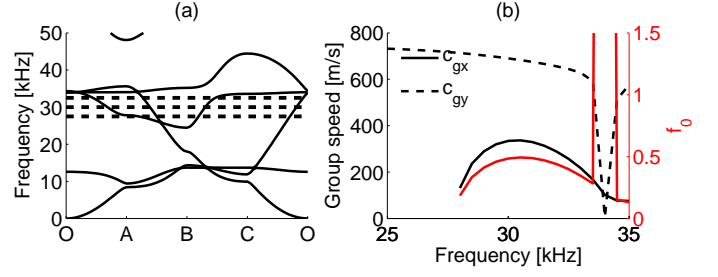 (a)
50
40
30
20
10
0
Frequency [kHz]
O A B C O
(b)
800
600
400
200
0
Group speed [m/s]
c_gx
c_gy
1.5
1
0.5
0
f_0
25 30 35
Frequency [kHz]